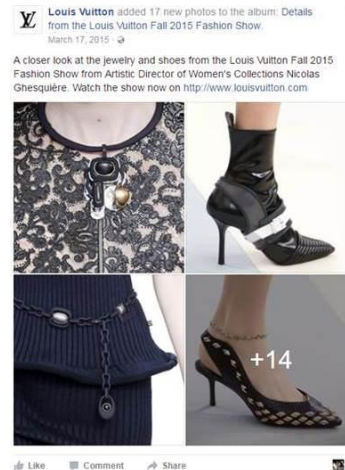 Louis Vuitton added 17 new photos to the album: Details
from the Louis Vuitton Fall 2015 Fashion Show.
March 17, 2015 ·
A closer look at the jewelry and shoes from the Louis Vuitton Fall 2015
Fashion Show from Artistic Director of Women's Collections Nicolas
Ghesquière. Watch the show now on http://www.louisvuitton.com
+14
Like Comment Share